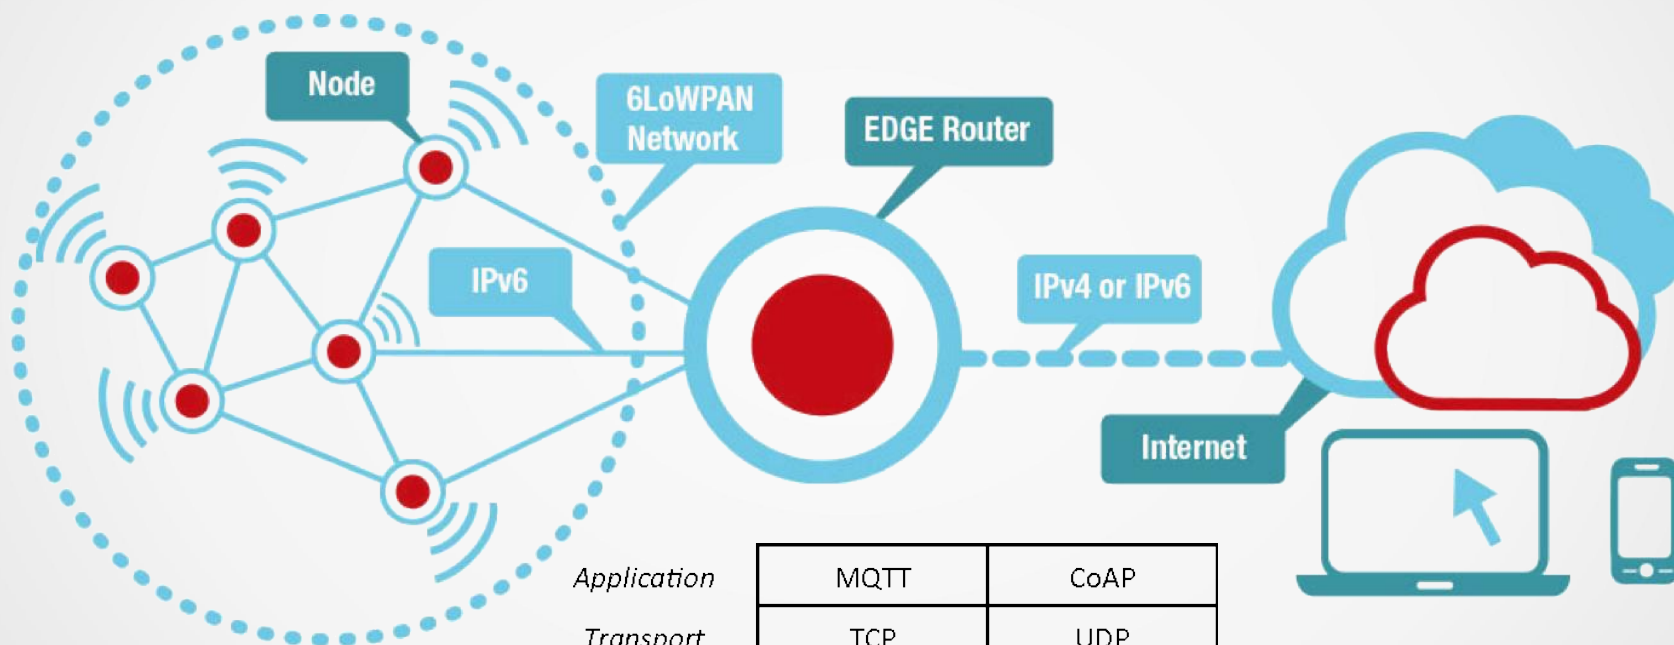 Node
6LoWPAN
Network
EDGE Router
IPv6
IPv4 or IPv6
Internet
Application MQTT CoAP
Transport TCP UDP